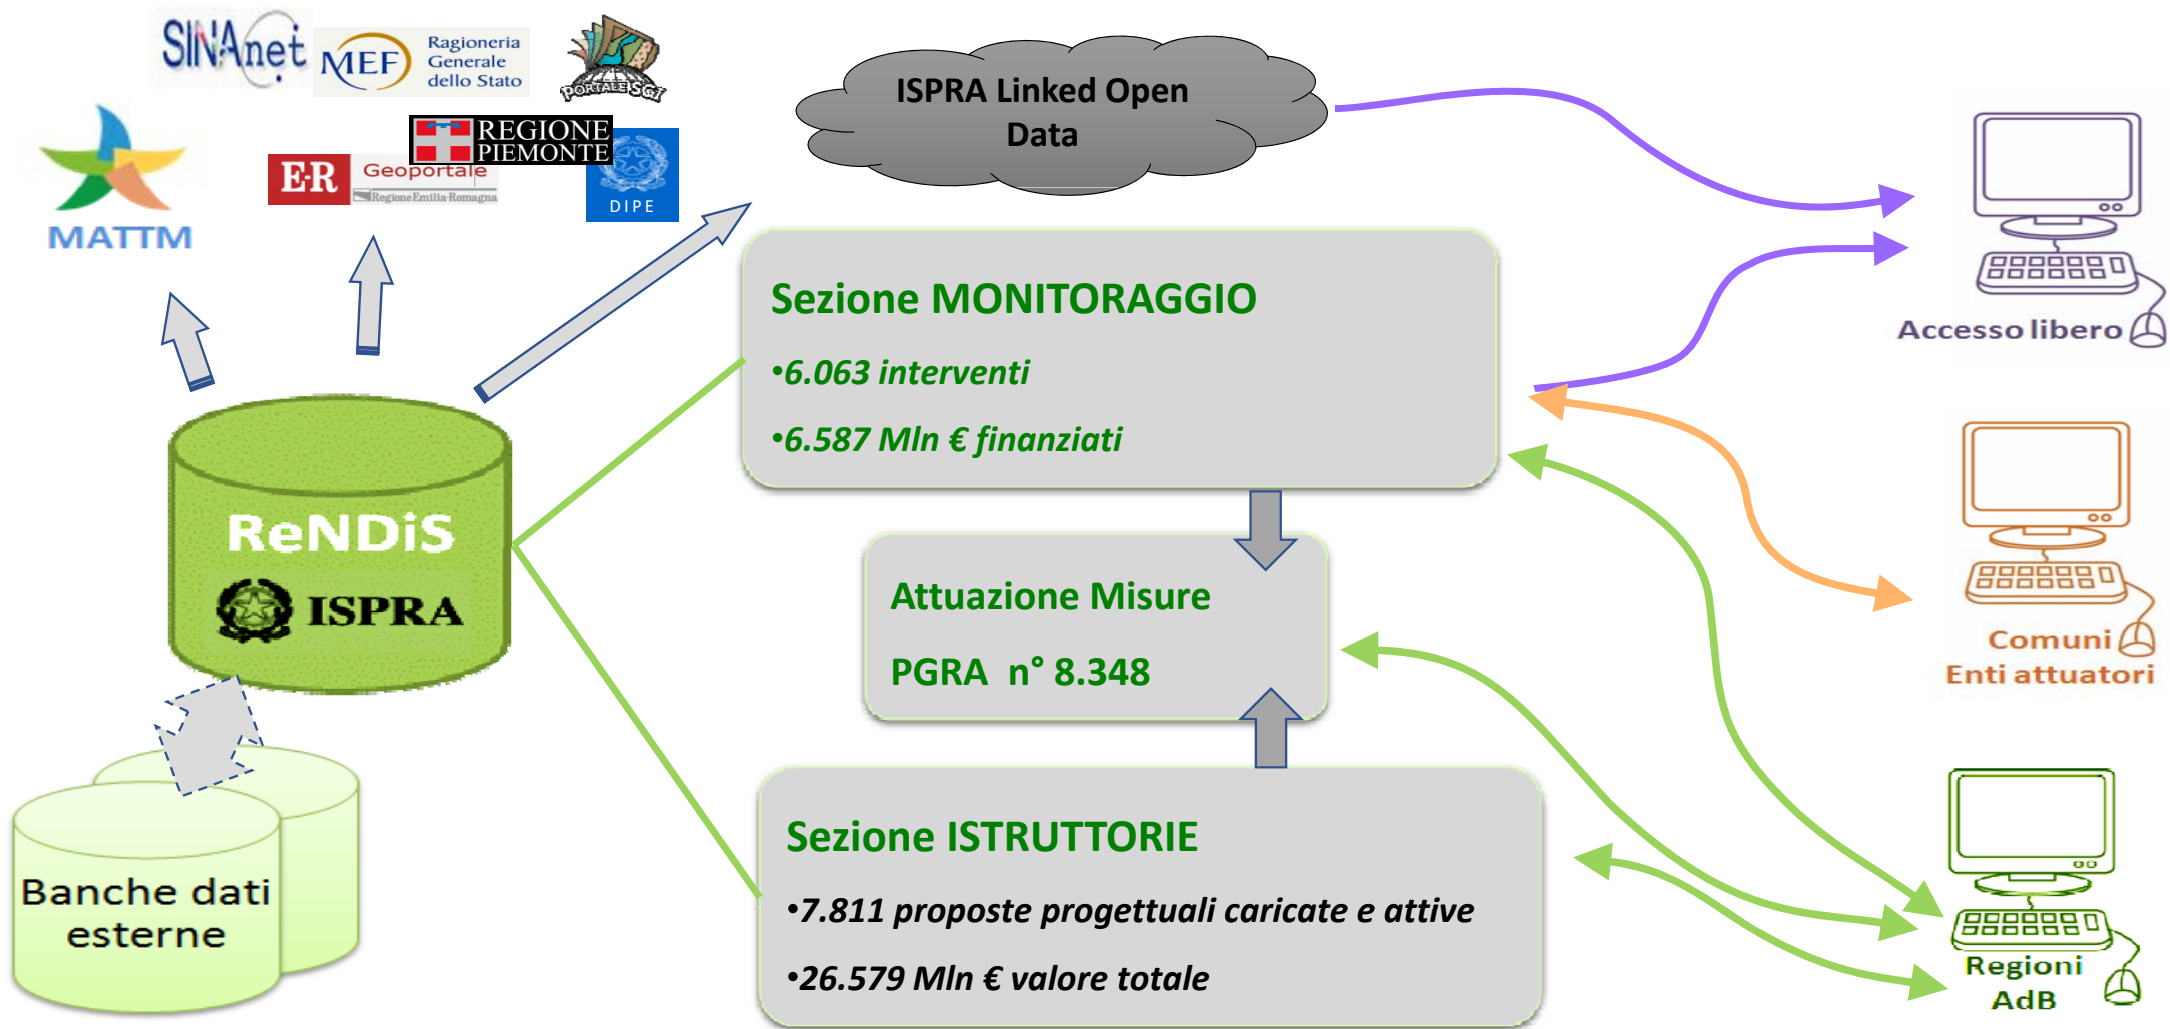 SINAnet
MEF
Ragioneria
Generale
dello Stato
PORTALE SGI
MATTM
E-R
Geoportale
RegioneEmilia-Romagna
REGIONE
PIEMONTE
DIPE
ISPRA Linked Open
Data
Sezione MONITORAGGIO
•6.063 interventi
•6.587 Mln € finanziati
Accesso libero
ReNDiS
ISPRA
Attuazione Misure
PGRA n° 8.348
Comuni
Enti attuatori
Banche dati
esterne
Sezione ISTRUTTORIE
•7.811 proposte progettuali caricate e attive
•26.579 Mln € valore totale
Regioni
AdB